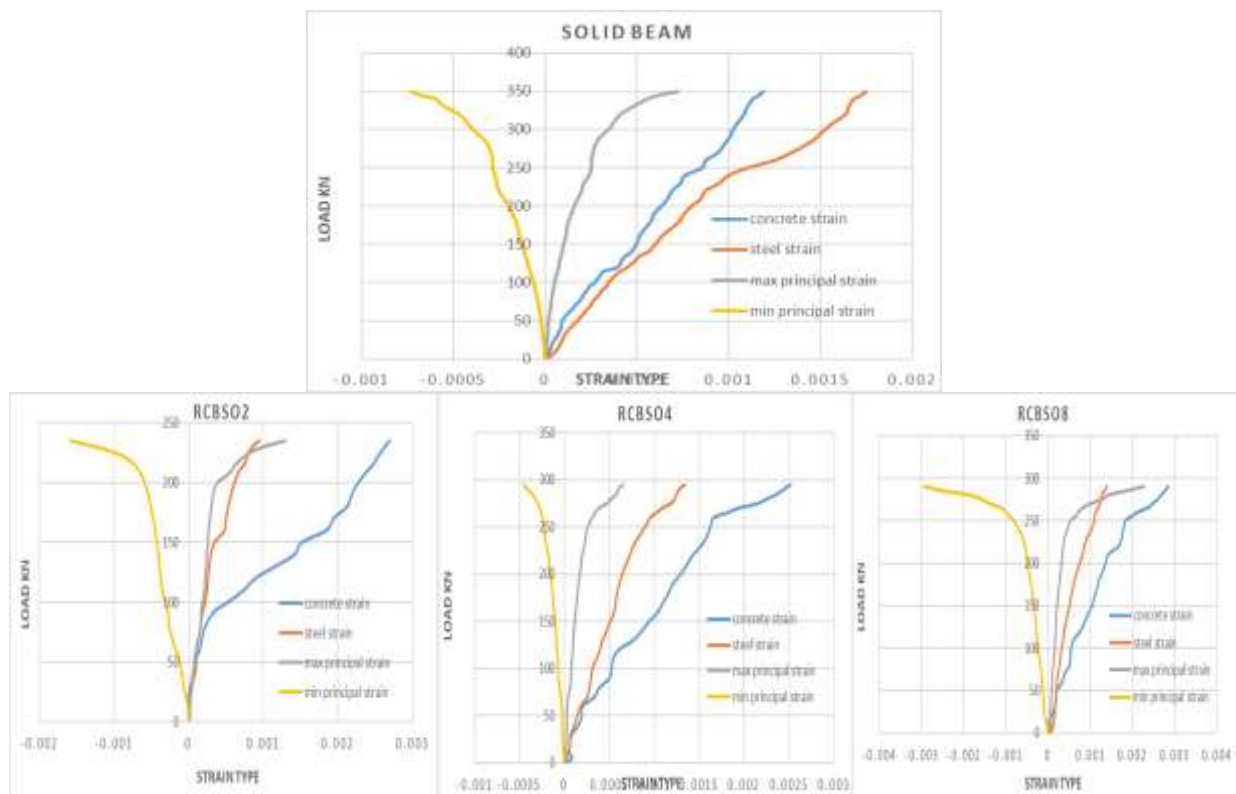 SOLID BEAM
400
350
300
250
200
150
100
50
0
LOAD KN
concrete strain
steel strain
max principal strain
min principal strain
-0.001 -0.0005 0 0.001 0.0015 0.002
STRAIN TYPE
RCBSO2
250
200
150
100
50
0
LOAD KN
concrete strain
steel strain
max principal strain
min principal strain
-0.002 -0.001 0 0.001 0.002 0.003
STRAIN TYPE
RCBSO4
350
300
250
200
150
100
50
0
LOAD KN
concrete strain
steel strain
max principal strain
min principal strain
-0.001 -0.0005 0 0.0015 0.002 0.0025 0.003
STRAIN TYPE
RCBSO8
350
300
250
200
150
100
50
0
LOAD KN
concrete strain
steel strain
max principal strain
min principal strain
-0.004 -0.003 -0.002 -0.001 0 0.001 0.002 0.003 0.004
STRAIN TYPE